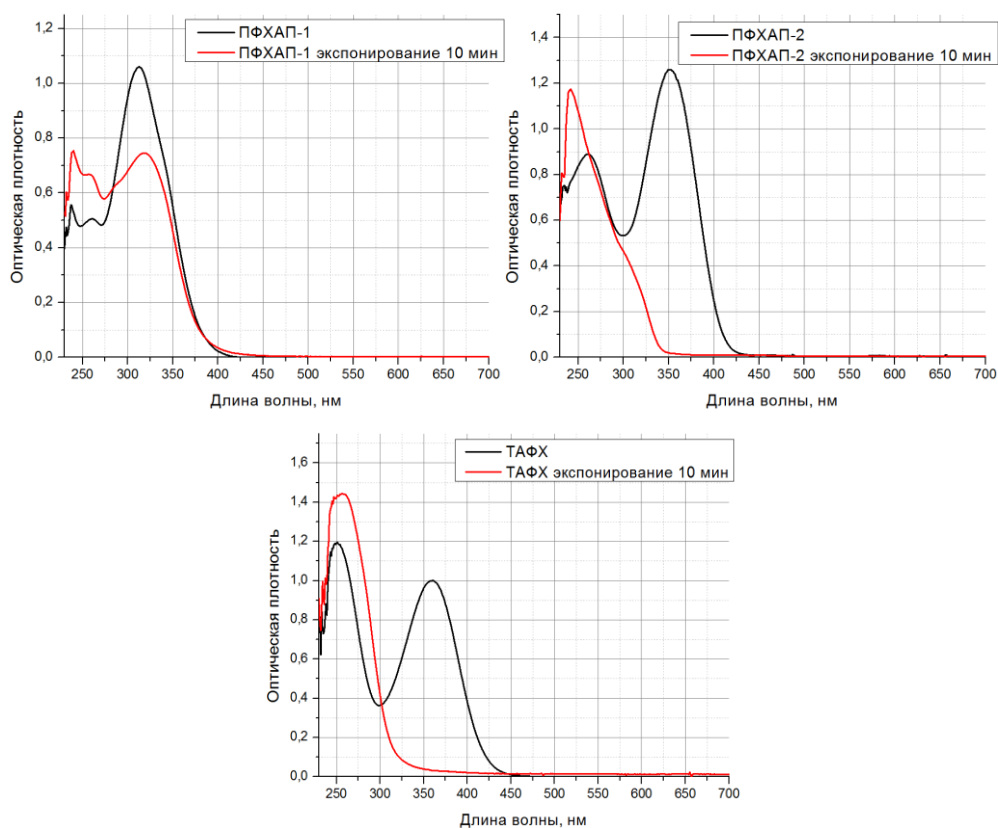 ПФХАП-1
ПФХАП-1 экспонирование 10 мин
1,2
1,0
0,8
0,6
0,4
0,2
0,0
Оптическая плотность
250 300 350 400 450 500 550 600 650 700
Длина волны, нм
ПФХАП-2
ПФХАП-2 экспонирование 10 мин
1,4
1,2
1,0
0,8
0,6
0,4
0,2
0,0
Оптическая плотность
250 300 350 400 450 500 550 600 650 700
Длина волны, нм
ТАФХ
ТАФХ экспонирование 10 мин
1,6
1,4
1,2
1,0
0,8
0,6
0,4
0,2
0,0
Оптическая плотность
250 300 350 400 450 500 550 600 650 700
Длина волны, нм